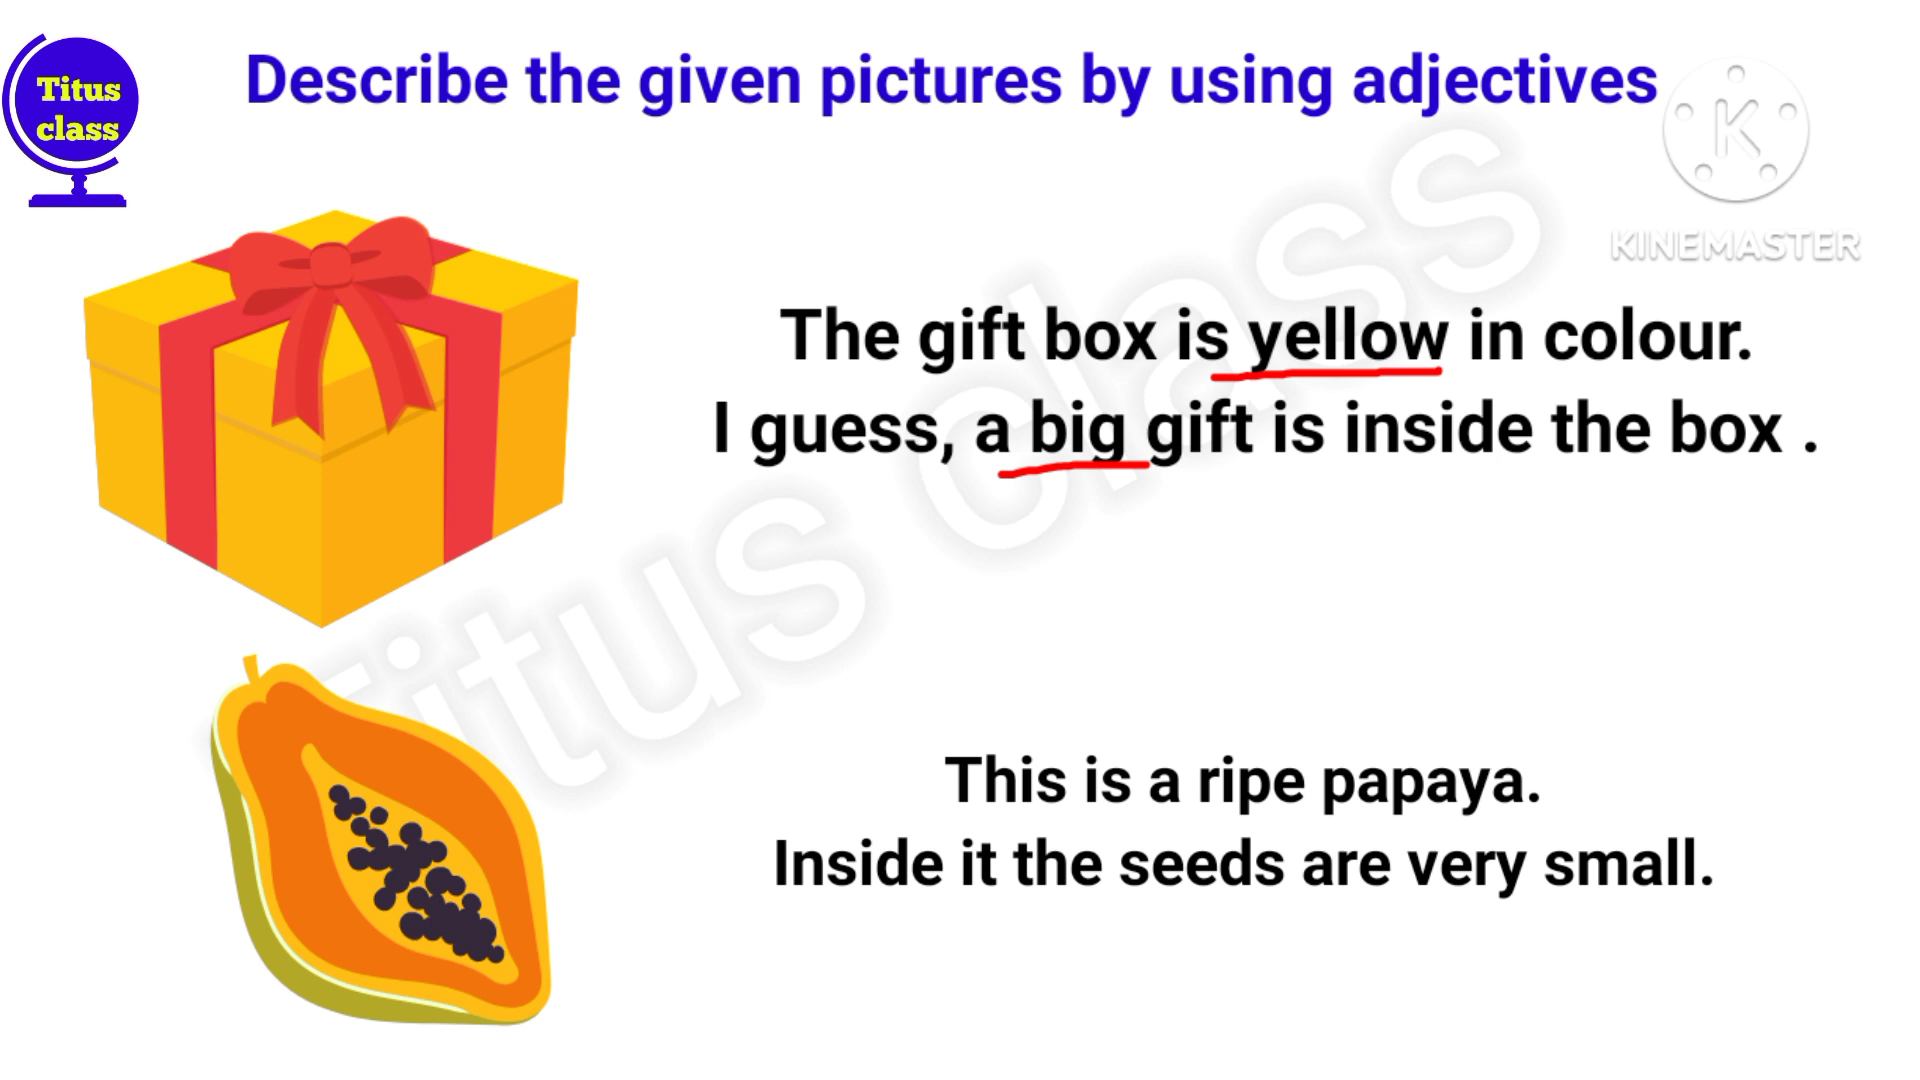 Titus
class
Describe the given pictures by using adjectives
K
KINEMASTER
The gift box is yellow in colour.
I guess, a big gift is inside the box .
Titus class
This is a ripe papaya.
Inside it the seeds are very small.